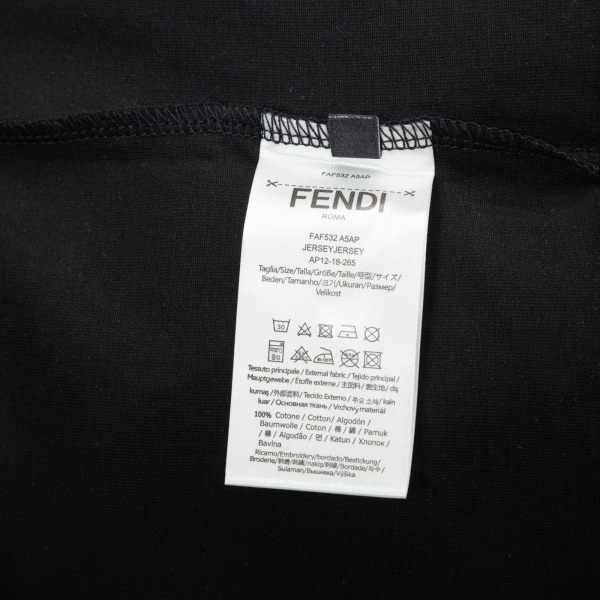 FAF532 A5AP
FENDI
ROMA
FAF532 A5AP
JERSEYJERSEY
AP12-18-265
Taglia/Size/Talla/Größe/Taille/号型/サイズ/
Beden/Tamanho/크기/Ukuran/Размер/
Velikost
30
Tessuto principale / External fabric / Tejido principal /
Hauptgewebe / Étoffe externe / 主面料 / 表生地 / diş
kumaş/外部面料/Tecido Externo / 주요 소자 / kain
luar / Основная ткань / Vrchový materiál
100% Cotone / Cotton/ Algodón /
Baumwolle / Coton / 棉 / 綿 / Pamuk
/ 棉 / Algodão / 면 / Katun / Хлопок /
Bavlna
Ricamo/Embroidery/bordado/Bestickung/
Broderie/刺绣/刺繍/nakış/刺繡/Bordado/자수/
Sulaman/Вышивка/Výšivka